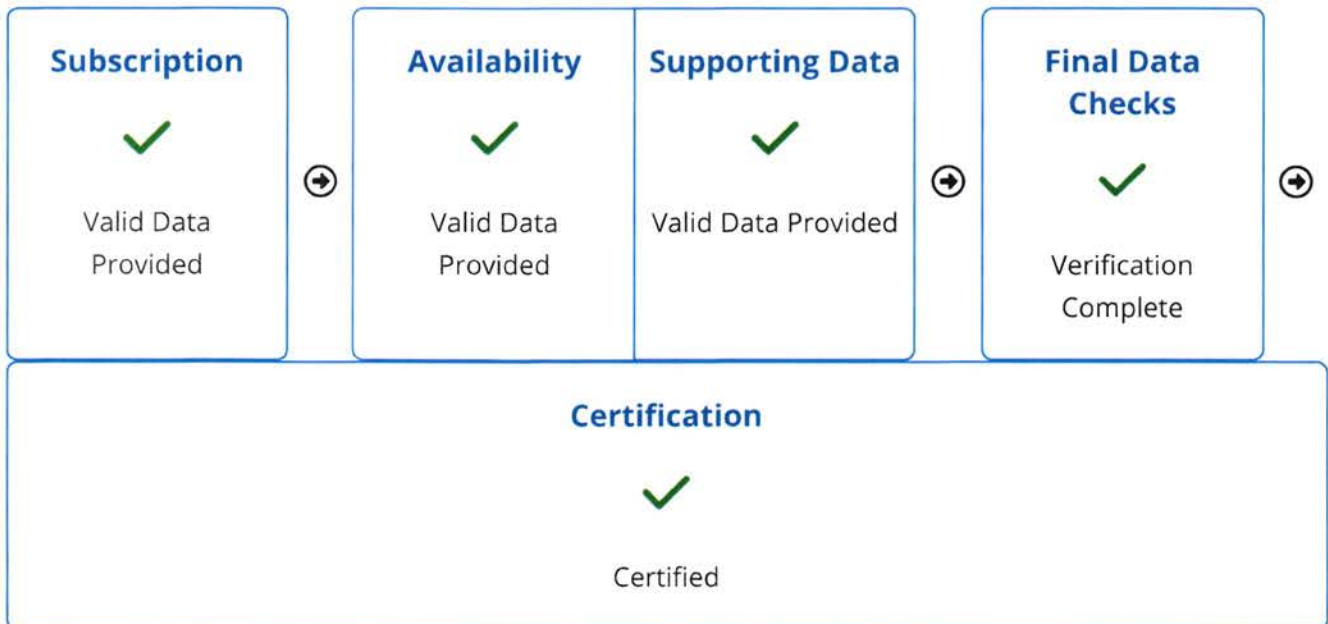 Subscription
Valid Data
Provided
Availability
Valid Data
Provided
Supporting Data
Valid Data Provided
Final Data
Checks
Verification
Complete
Certification
Certified